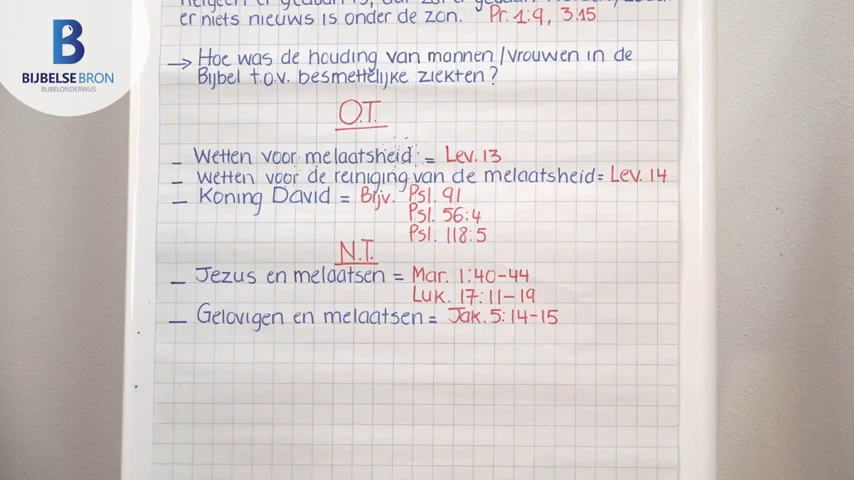 er niets nieuws is onder de zon. Pr. 1:9, 3:15
→ Hoe was de houding van mannen/vrouwen in de
Bijbel t.o.v. besmettelijke ziekten?
O.T.
- Wetten voor melaatsheid = Lev. 13
- Wetten voor de reiniging van de melaatsheid = Lev. 14
- Koning David = Bijv. Psl. 91
Psl. 56:4
Psl. 118:5
N.T.
- Jezus en melaatsen = Mar. 1:40-44
Luk. 17:11-19
- Gelovigen en melaatsen = Jak. 5:14-15
B
BIJBELSE BRON
BIJBELONDERWIJS